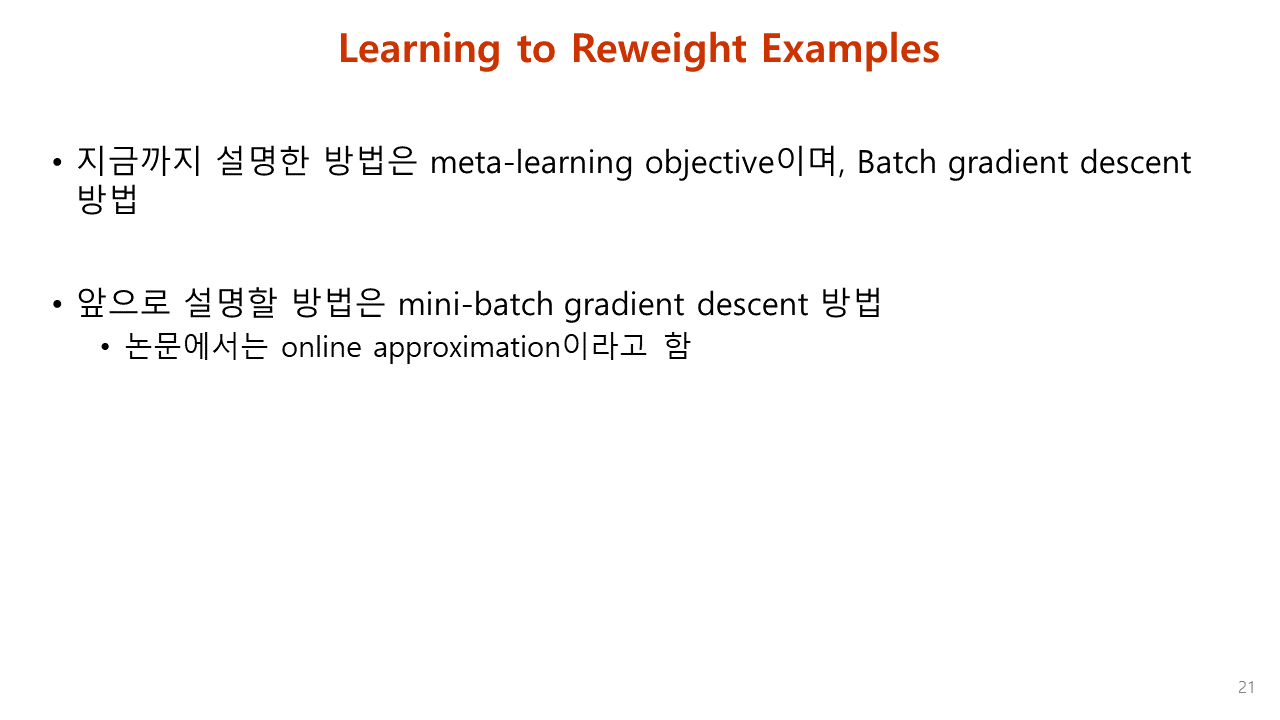 Learning to Reweight Examples
• 지금까지 설명한 방법은 meta-learning objective이며, Batch gradient descent
방법
• 앞으로 설명할 방법은 mini-batch gradient descent 방법
• 논문에서는 online approximation이라고 함
21